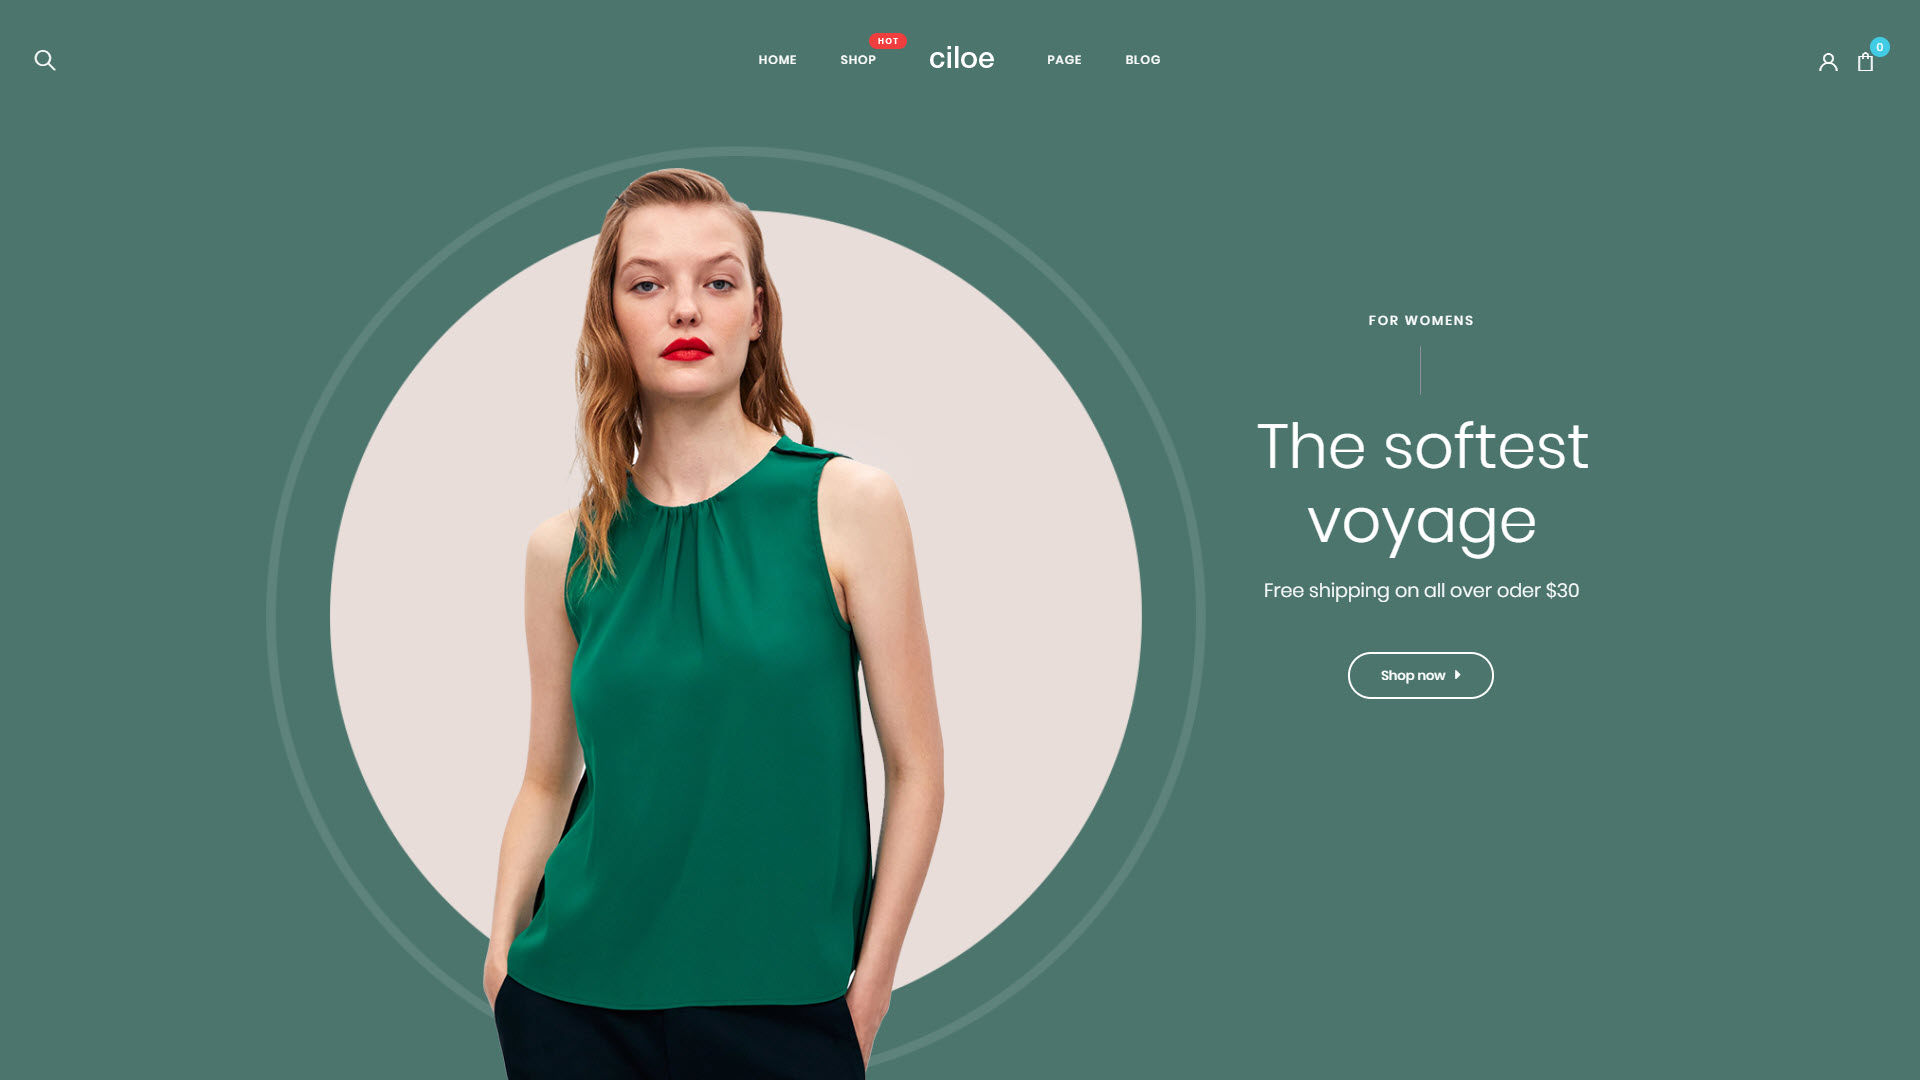 HOT
HOME SHOP ciloe PAGE BLOG
0
FOR WOMENS
The softest
voyage
Free shipping on all over oder $30
Shop now